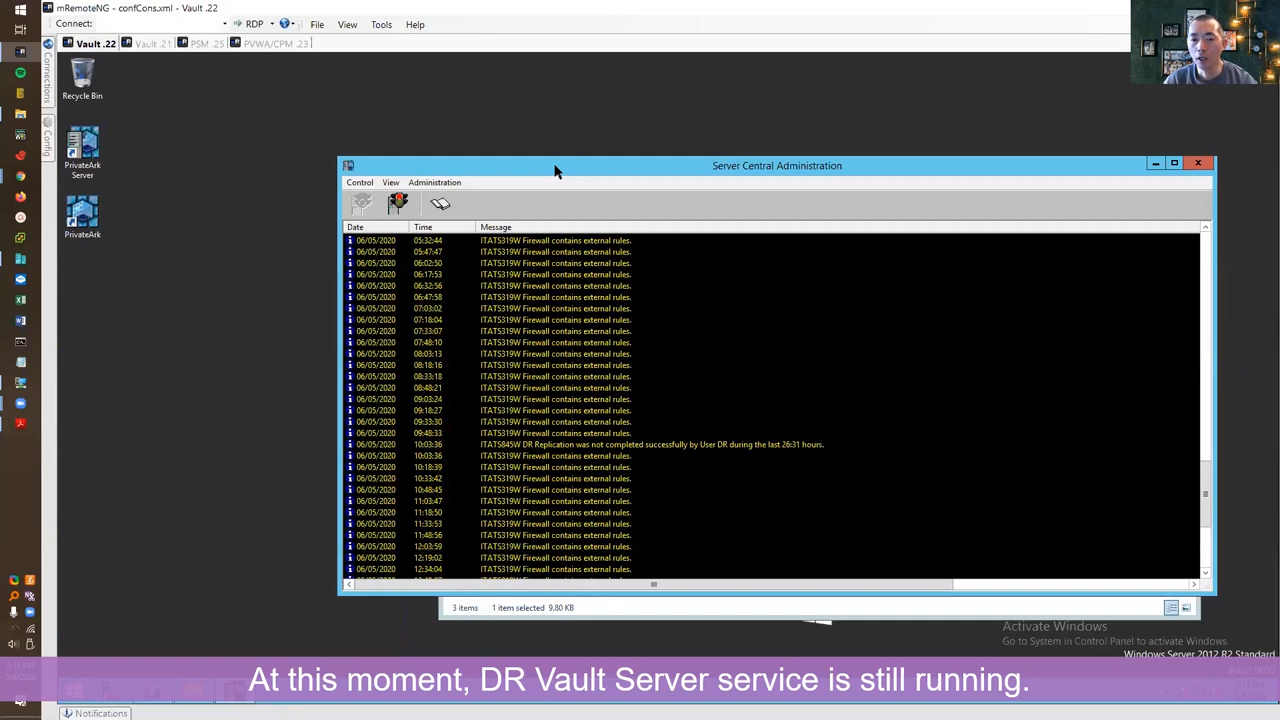 mRemoteNG - confCons.xml - Vault .22
Connect: RDP File View Tools Help
Vault .22 Vault .21 PSM .25 PVWA/CPM .23
Connections
Config
Recycle Bin
PrivateArk Server
PrivateArk
Server Central Administration
Control View Administration
Date Time Message
06/05/2020 05:32:44 ITATS319W Firewall contains external rules.
06/05/2020 05:47:47 ITATS319W Firewall contains external rules.
06/05/2020 06:02:50 ITATS319W Firewall contains external rules.
06/05/2020 06:17:53 ITATS319W Firewall contains external rules.
06/05/2020 06:32:56 ITATS319W Firewall contains external rules.
06/05/2020 06:47:58 ITATS319W Firewall contains external rules.
06/05/2020 07:03:02 ITATS319W Firewall contains external rules.
06/05/2020 07:18:04 ITATS319W Firewall contains external rules.
06/05/2020 07:33:07 ITATS319W Firewall contains external rules.
06/05/2020 07:48:10 ITATS319W Firewall contains external rules.
06/05/2020 08:03:13 ITATS319W Firewall contains external rules.
06/05/2020 08:18:16 ITATS319W Firewall contains external rules.
06/05/2020 08:33:18 ITATS319W Firewall contains external rules.
06/05/2020 08:48:21 ITATS319W Firewall contains external rules.
06/05/2020 09:03:24 ITATS319W Firewall contains external rules.
06/05/2020 09:18:27 ITATS319W Firewall contains external rules.
06/05/2020 09:33:30 ITATS319W Firewall contains external rules.
06/05/2020 09:48:33 ITATS319W Firewall contains external rules.
06/05/2020 10:03:36 ITATS845W DR Replication was not completed successfully by User DR during the last 26:31 hours.
06/05/2020 10:03:36 ITATS319W Firewall contains external rules.
06/05/2020 10:18:39 ITATS319W Firewall contains external rules.
06/05/2020 10:33:42 ITATS319W Firewall contains external rules.
06/05/2020 10:48:45 ITATS319W Firewall contains external rules.
06/05/2020 11:03:47 ITATS319W Firewall contains external rules.
06/05/2020 11:18:50 ITATS319W Firewall contains external rules.
06/05/2020 11:33:53 ITATS319W Firewall contains external rules.
06/05/2020 11:48:56 ITATS319W Firewall contains external rules.
06/05/2020 12:03:59 ITATS319W Firewall contains external rules.
06/05/2020 12:19:02 ITATS319W Firewall contains external rules.
06/05/2020 12:34:04 ITATS319W Firewall contains external rules.
3 items 1 item selected 9.80 KB
Activate Windows
Go to System in Control Panel to activate Windows.
Windows Server 2012 R2 Standard
At this moment, DR Vault Server service is still running.
Notifications